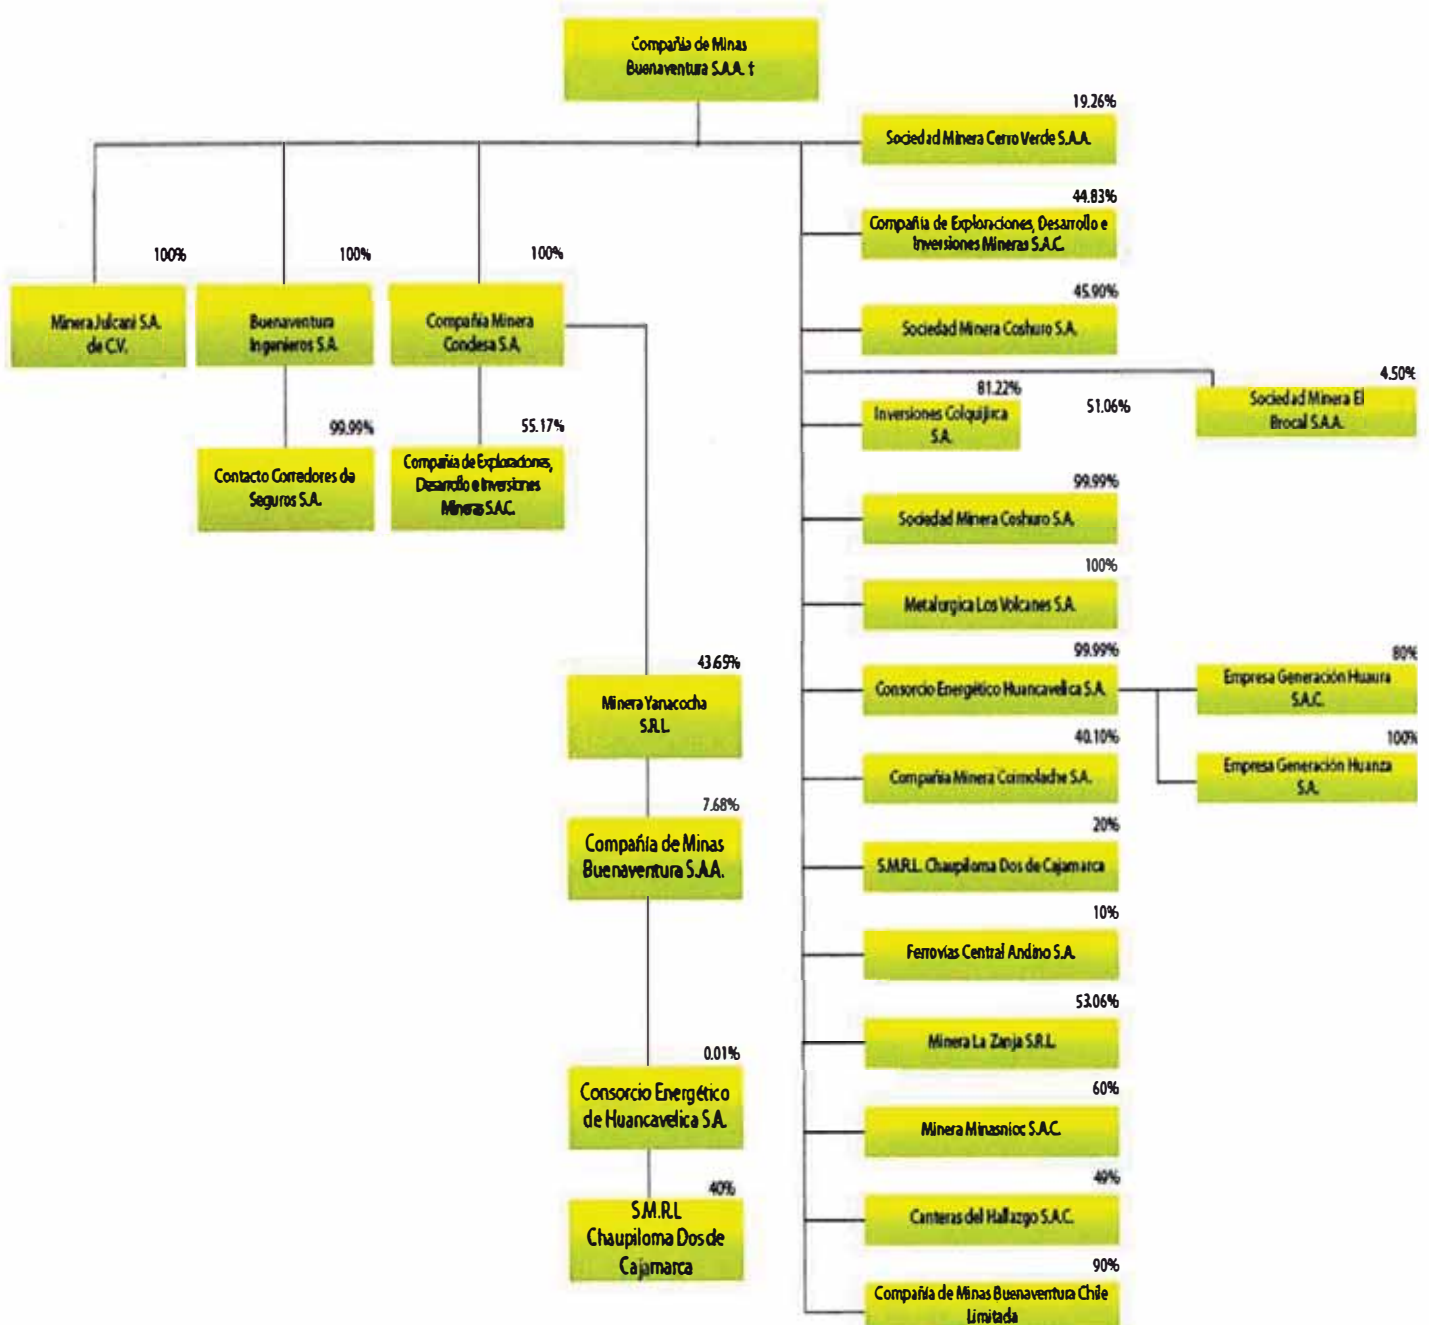 Compañía de Minas
Buenaventura S.A.A. †
19.26%
Sociedad Minera Cerro Verde S.A.A.
44.83%
Compañía de Exploraciones, Desarrollo e
Inversiones Mineras S.A.C.
45.90%
Sociedad Minera Coshuro S.A.
4.50%
Sociedad Minera El
Brocal S.A.A.
81.22%
51.06%
Inversiones Colquijirca
S.A.
99.99%
Sociedad Minera Coshuro S.A.
100%
Metalurgica Los Volcanes S.A.
99.99%
Consorcio Energético Huancavelica S.A.
80%
Empresa Generación Huaura
S.A.C.
100%
Empresa Generación Huanza
S.A.
40.10%
Compañía Minera Coimolache S.A.
20%
S.M.R.L. Chaupiloma Dos de Cajamarca
10%
Ferrovías Central Andino S.A.
53.06%
Minera La Zanja S.R.L.
60%
Minera Minasnioc S.A.C.
49%
Canteras del Hallazgo S.A.C.
90%
Compañía de Minas Buenaventura Chile
Limitada
100%
Minera Julcani S.A.
de C.V.
100%
Buenaventura
Ingenieros S.A.
99.99%
Contacto Corredores de
Seguros S.A.
100%
Compañía Minera
Condesa S.A.
55.17%
Compañía de Exploraciones,
Desarrollo e Inversiones
Mineras S.A.C.
43.65%
Minera Yanacocha
S.R.L.
7.68%
Compañía de Minas
Buenaventura S.A.A.
0.01%
Consorcio Energético
de Huancavelica S.A.
40%
S.M.R.L
Chaupiloma Dos de
Cajamarca